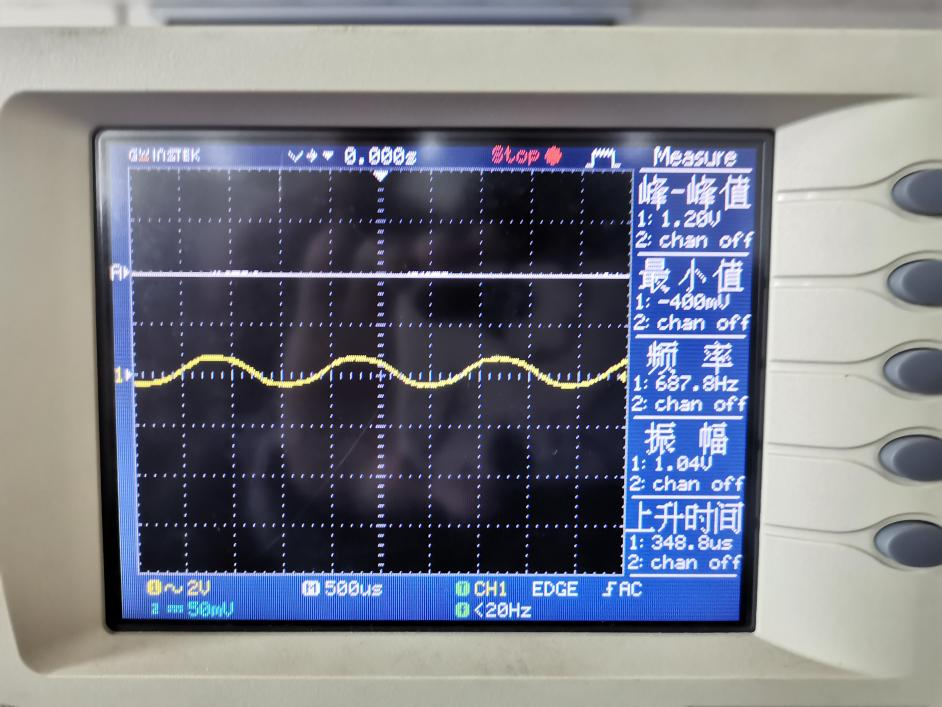 GW INSTEK 0.000s Stop Measure
峰-峰值
1: 1.20V
2: chan off
最小值
1: -400mV
2: chan off
频率
1: 687.8Hz
2: chan off
振幅
1: 1.04V
2: chan off
上升时间
1: 348.8us
2: chan off
A
1
1 2V M 500us T CH1 EDGE AC
2 50mV f <20Hz